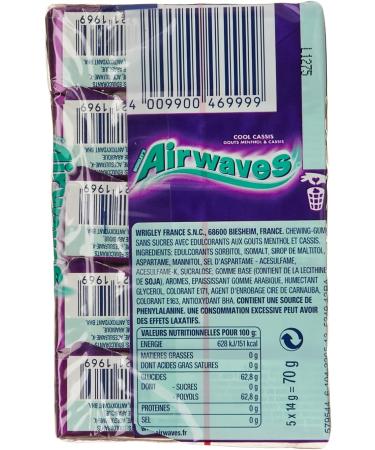 4 009900 469999
L1275
COOL CASSIS
GOUTS MENTHOL & CASSIS
Airwaves
WRIGLEY FRANCE S.N.C., 68600 BIESHEIM, FRANCE. CHEWING-GUM
SANS SUCRES AVEC EDULCORANTS AUX GOUTS MENTHOL ET CASSIS.
INGREDIENTS: EDULCORANTS SORBITOL, ISOMALT, SIROP DE MALTITOL,
ASPARTAME, MANNITOL, SEL D'ASPARTAME - ACESULFAME,
ACESULFAME-K, SUCRALOSE, GOMME BASE (CONTIENT DE LA LECITHINE
DE SOJA), AROMES, EPAISSISSANT GOMME ARABIQUE, HUMECTANT
GLYCEROL, COLORANT E171, AGENT D'ENROBAGE CIRE DE CARNAUBA,
COLORANT E163, ANTIOXYDANT BHA. CONTIENT UNE SOURCE DE
PHENYLALANINE. UNE CONSOMMATION EXCESSIVE PEUT AVOIR
DES EFFETS LAXATIFS.
VALEURS NUTRITIONNELLES POUR 100 g:
ENERGIE 628 kJ/151 kcal
MATIERES GRASSES 0 g
DONT ACIDES GRAS SATURES 0 g
GLUCIDES 62,8 g
DONT - SUCRES 0 g
- POLYOLS 62,8 g
PROTEINES 0 g
SEL 0 g
www.airwaves.fr
5 x 14 g = 70 g
21 1969